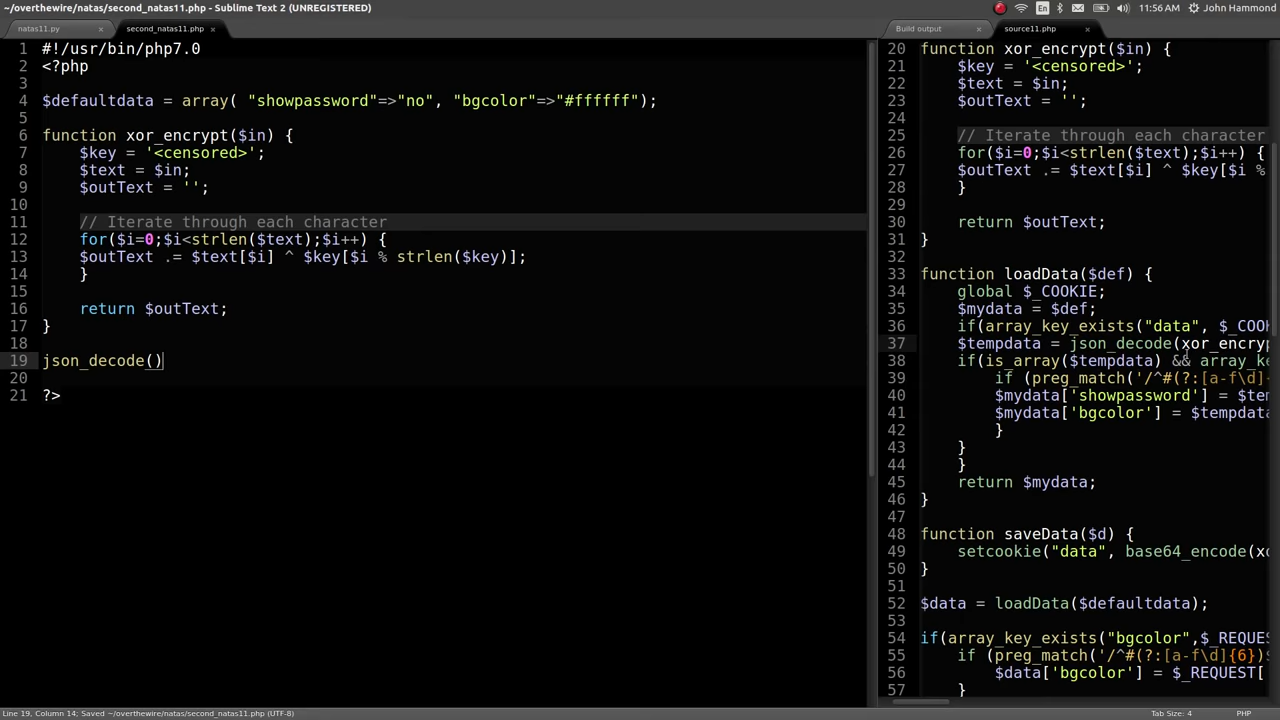 ~/overthewire/natas/second_natas11.php - Sublime Text 2 (UNREGISTERED)
En
11:56 AM
John Hammond
natas11.py ×
second_natas11.php ×
1 #!/usr/bin/php7.0
2 <?php
3
4 $defaultdata = array( "showpassword"=>"no", "bgcolor"=>"#ffffff");
5
6 function xor_encrypt($in) {
7 $key = '<censored>';
8 $text = $in;
9 $outText = '';
10
11 // Iterate through each character
12 for($i=0;$i<strlen($text);$i++) {
13 $outText .= $text[$i] ^ $key[$i % strlen($key)];
14 }
15
16 return $outText;
17 }
18
19 json_decode()
20
21 ?>
Build output ×
source11.php ×
20 function xor_encrypt($in) {
21 $key = '<censored>';
22 $text = $in;
23 $outText = '';
24
25 // Iterate through each character
26 for($i=0;$i<strlen($text);$i++) {
27 $outText .= $text[$i] ^ $key[$i %
28 }
29
30 return $outText;
31 }
32
33 function loadData($def) {
34 global $_COOKIE;
35 $mydata = $def;
36 if(array_key_exists("data", $_COO
37 $tempdata = json_decode(xor_encryp
38 if(is_array($tempdata) && array_ke
39 if (preg_match('/^#(?:[a-f\d]
40 $mydata['showpassword'] = $tem
41 $mydata['bgcolor'] = $tempdata
42 }
43 }
44 }
45 return $mydata;
46 }
47
48 function saveData($d) {
49 setcookie("data", base64_encode(xo
50 }
51
52 $data = loadData($defaultdata);
53
54 if(array_key_exists("bgcolor",$_REQUES
55 if (preg_match('/^#(?:[a-f\d]{6})$
56 $data['bgcolor'] = $_REQUEST[
57 }
Line 19, Column 14; Saved ~/overthewire/natas/second_natas11.php (UTF-8)
Tab Size: 4
PHP